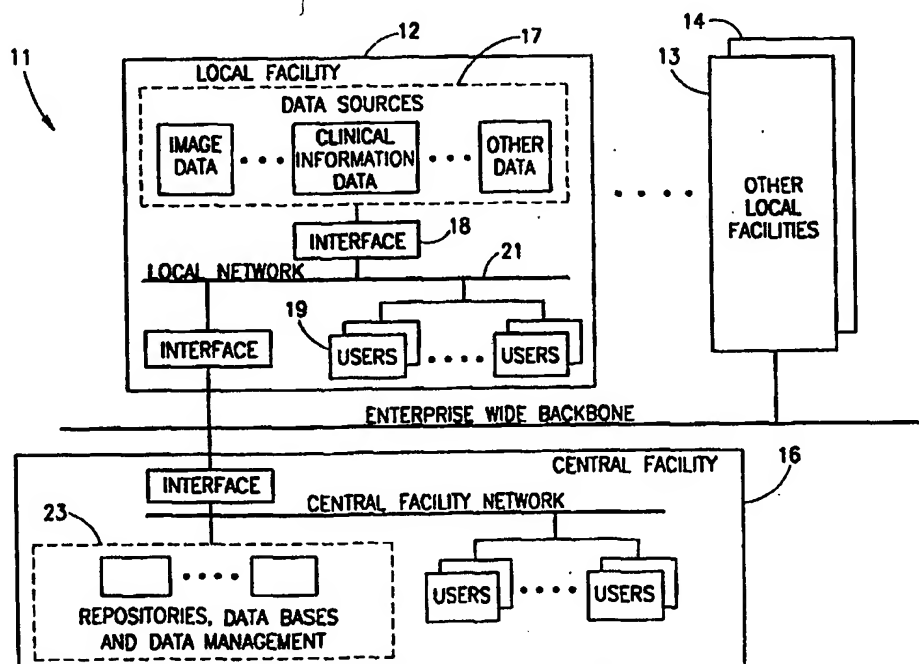 11
12
17
14
13
LOCAL FACILITY
DATA SOURCES
IMAGE
DATA
CLINICAL
INFORMATION
DATA
OTHER
DATA
INTERFACE
18
LOCAL NETWORK
21
INTERFACE
19
USERS
USERS
OTHER
LOCAL
FACILITIES
ENTERPRISE WIDE BACKBONE
CENTRAL FACILITY
16
INTERFACE
CENTRAL FACILITY NETWORK
23
REPOSITORIES, DATA BASES
AND DATA MANAGEMENT
USERS
USERS